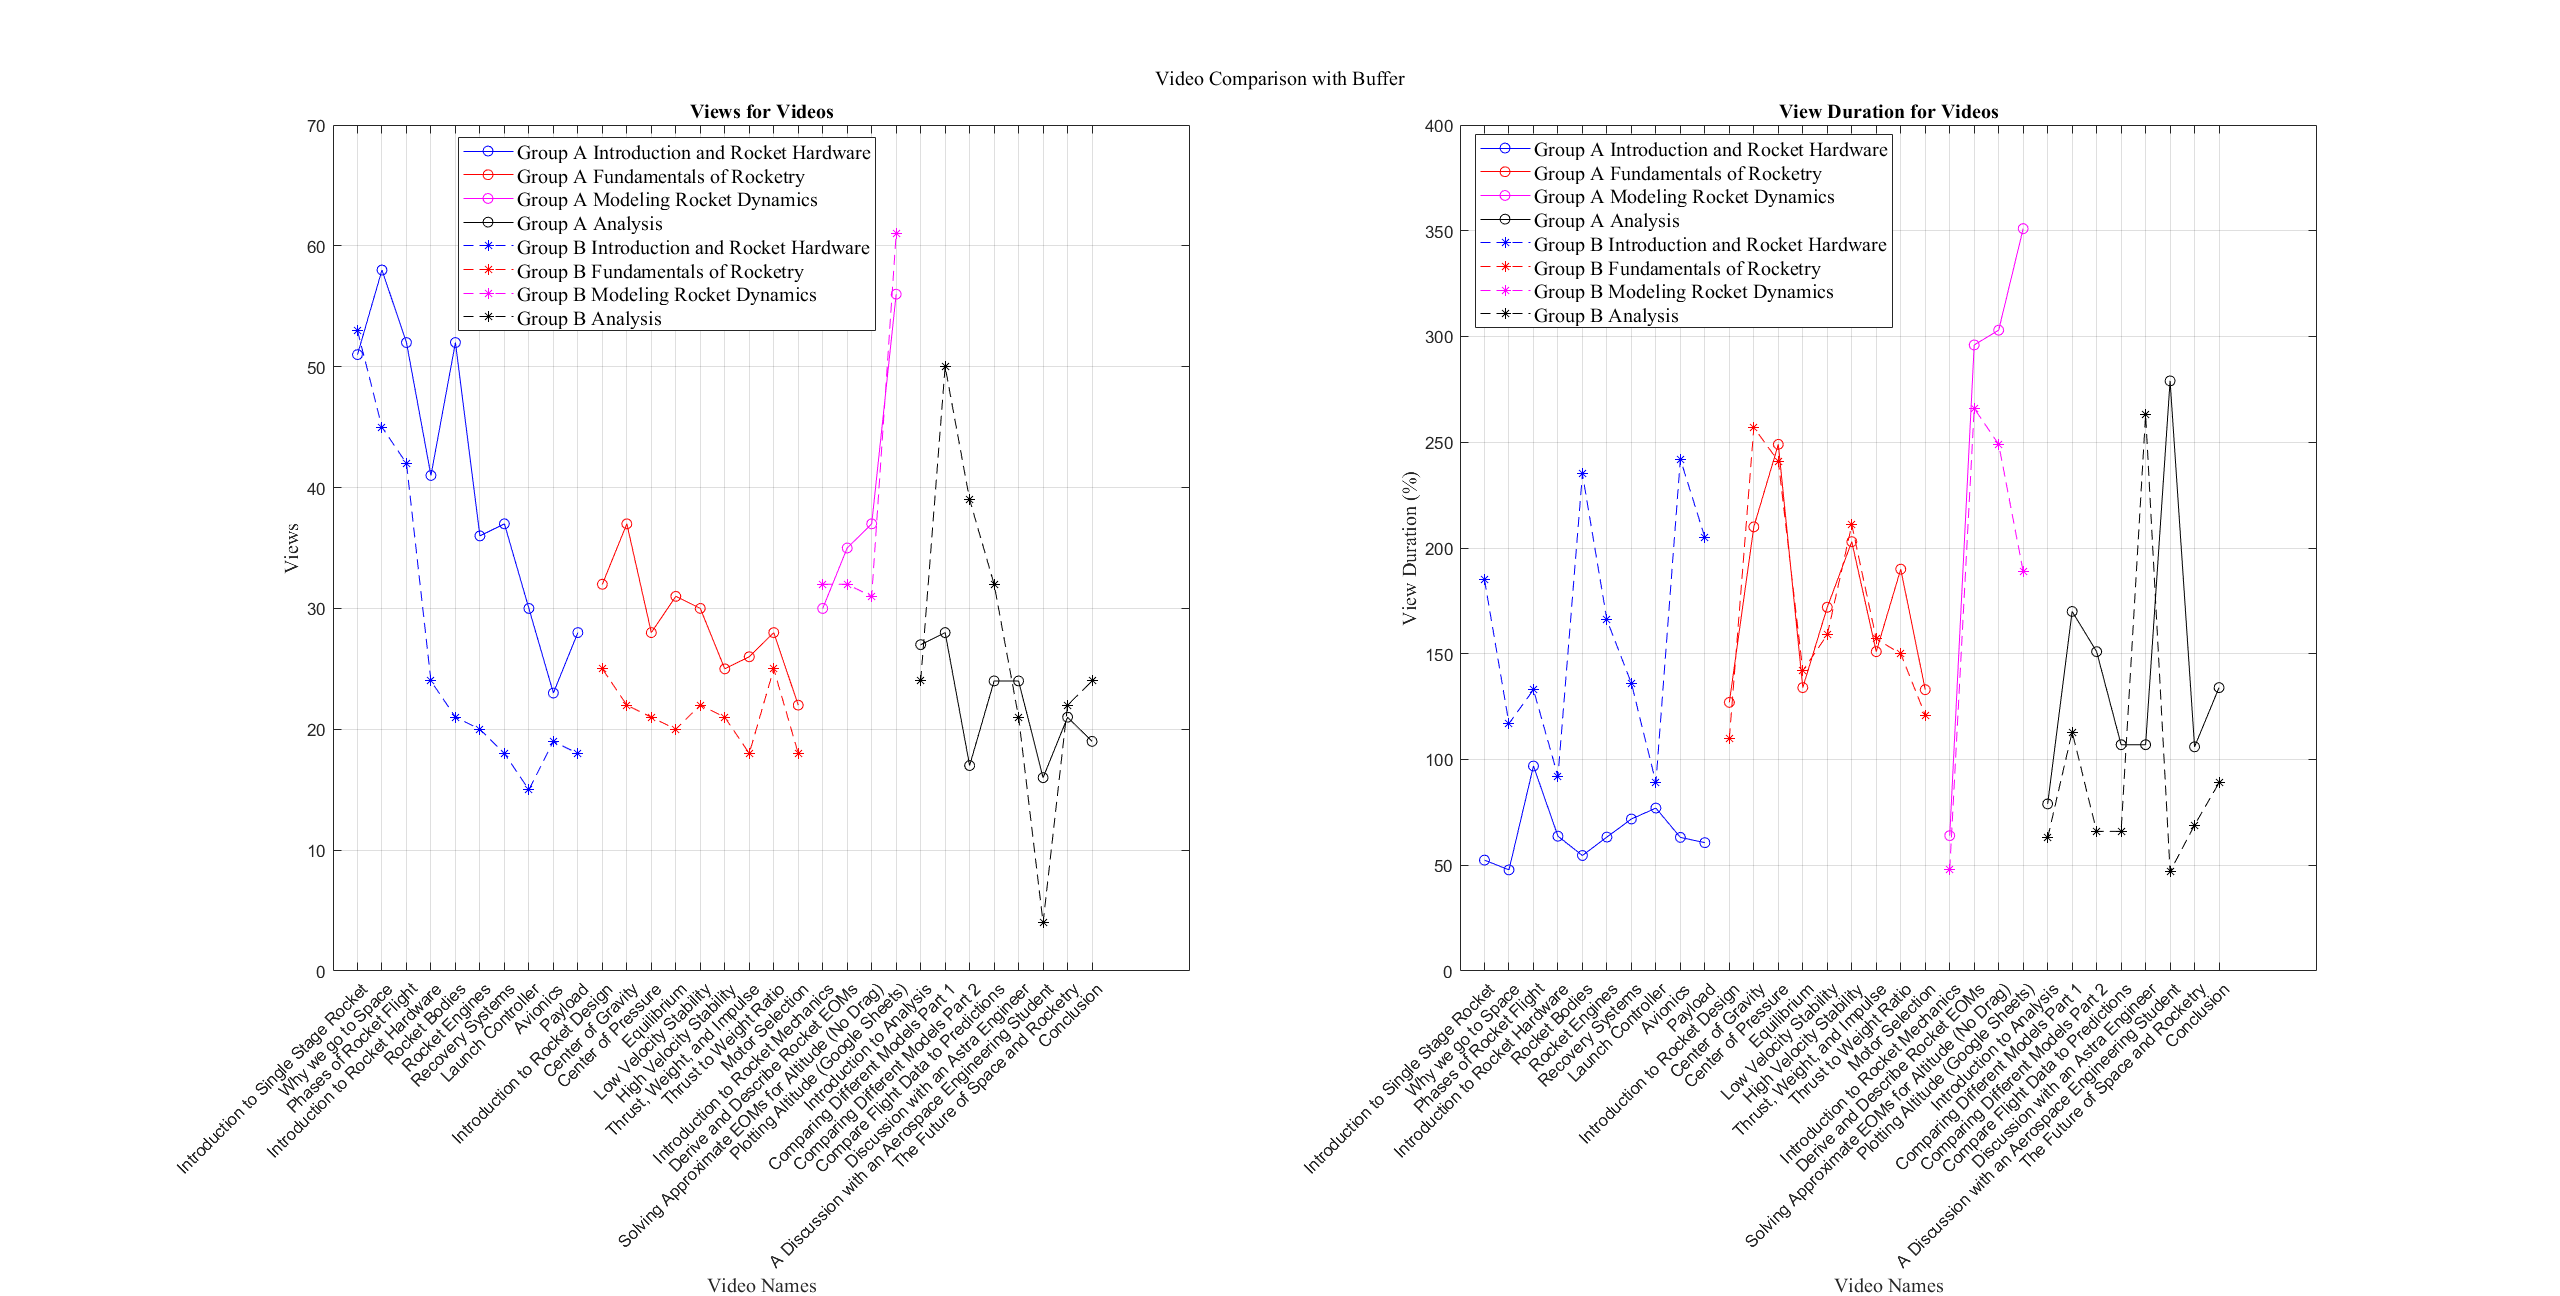 Video Comparison with Buffer
Views for Videos
70
60
50
40
30
20
10
0
Views
Group A Introduction and Rocket Hardware
Group A Fundamentals of Rocketry
Group A Modeling Rocket Dynamics
Group A Analysis
Group B Introduction and Rocket Hardware
Group B Fundamentals of Rocketry
Group B Modeling Rocket Dynamics
Group B Analysis
Introduction to Single Stage Rocket
Why we go to Space
Phases of Rocket Flight
Introduction to Rocket Hardware
Rocket Bodies
Rocket Engines
Recovery Systems
Launch Controller
Avionics
Payload
Introduction to Rocket Design
Center of Gravity
Center of Pressure
Equilibrium
Low Velocity Stability
High Velocity Stability
Thrust, Weight, and Impulse
Thrust to Weight Ratio
Motor Selection
Introduction to Rocket Mechanics
Derive and Describe Rocket EOMs
Solving Approximate EOMs for Altitude (No Drag)
Plotting Altitude (Google Sheets)
Introduction to Analysis
Comparing Different Models Part 1
Comparing Different Models Part 2
Compare Flight Data to Predictions
Discussion with an Astra Engineer
A Discussion with an Aerospace Engineering Student
The Future of Space and Rocketry
Conclusion
Video Names
View Duration for Videos
400
350
300
250
200
150
100
50
0
View Duration (%)
Group A Introduction and Rocket Hardware
Group A Fundamentals of Rocketry
Group A Modeling Rocket Dynamics
Group A Analysis
Group B Introduction and Rocket Hardware
Group B Fundamentals of Rocketry
Group B Modeling Rocket Dynamics
Group B Analysis
Introduction to Single Stage Rocket
Why we go to Space
Phases of Rocket Flight
Introduction to Rocket Hardware
Rocket Bodies
Rocket Engines
Recovery Systems
Launch Controller
Avionics
Payload
Introduction to Rocket Design
Center of Gravity
Center of Pressure
Equilibrium
Low Velocity Stability
High Velocity Stability
Thrust, Weight, and Impulse
Thrust to Weight Ratio
Motor Selection
Introduction to Rocket Mechanics
Derive and Describe Rocket EOMs
Solving Approximate EOMs for Altitude (No Drag)
Plotting Altitude (Google Sheets)
Introduction to Analysis
Comparing Different Models Part 1
Comparing Different Models Part 2
Compare Flight Data to Predictions
Discussion with an Astra Engineer
A Discussion with an Aerospace Engineering Student
The Future of Space and Rocketry
Conclusion
Video Names